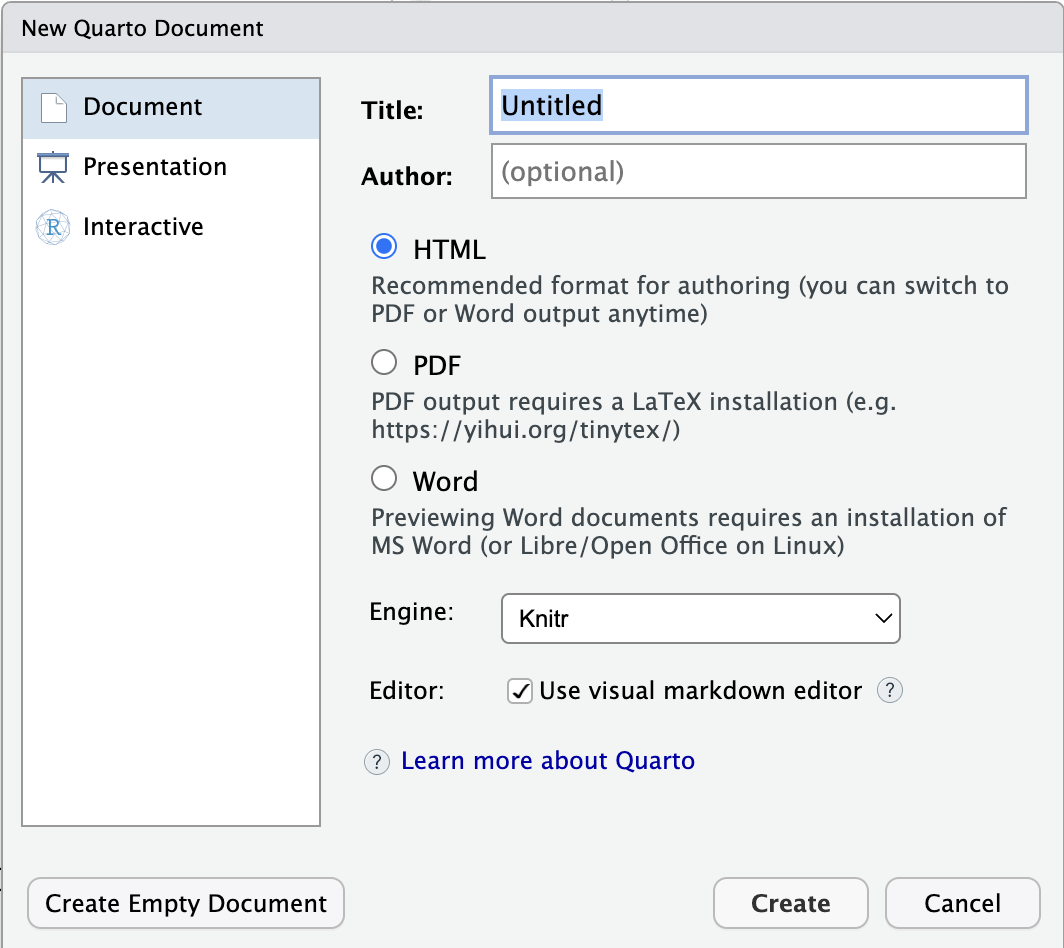 New Quarto Document
Document
Presentation
R Interactive
Title: Untitled
Author: (optional)
HTML
Recommended format for authoring (you can switch to
PDF or Word output anytime)
PDF
PDF output requires a LaTeX installation (e.g.
https://yihui.org/tinytex/)
Word
Previewing Word documents requires an installation of
MS Word (or Libre/Open Office on Linux)
Engine: Knitr
Editor: Use visual markdown editor ?
? Learn more about Quarto
Create Empty Document Create Cancel